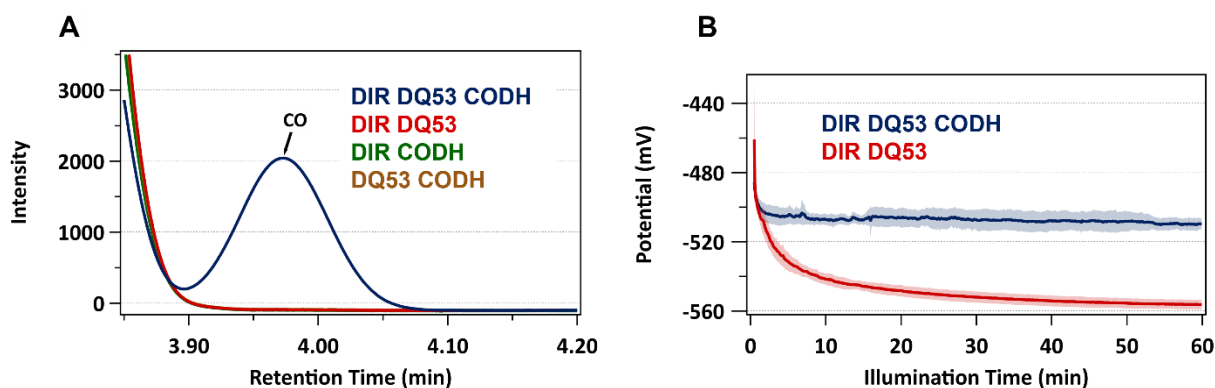 A
Intensity
3000
2000
1000
0
CO
DIR DQ53 CODH
DIR DQ53
DIR CODH
DQ53 CODH
3.90
4.00
4.10
4.20
Retention Time (min)
B
Potential (mV)
-440
-480
-520
-560
DIR DQ53 CODH
DIR DQ53
0
10
20
30
40
50
60
Illumination Time (min)